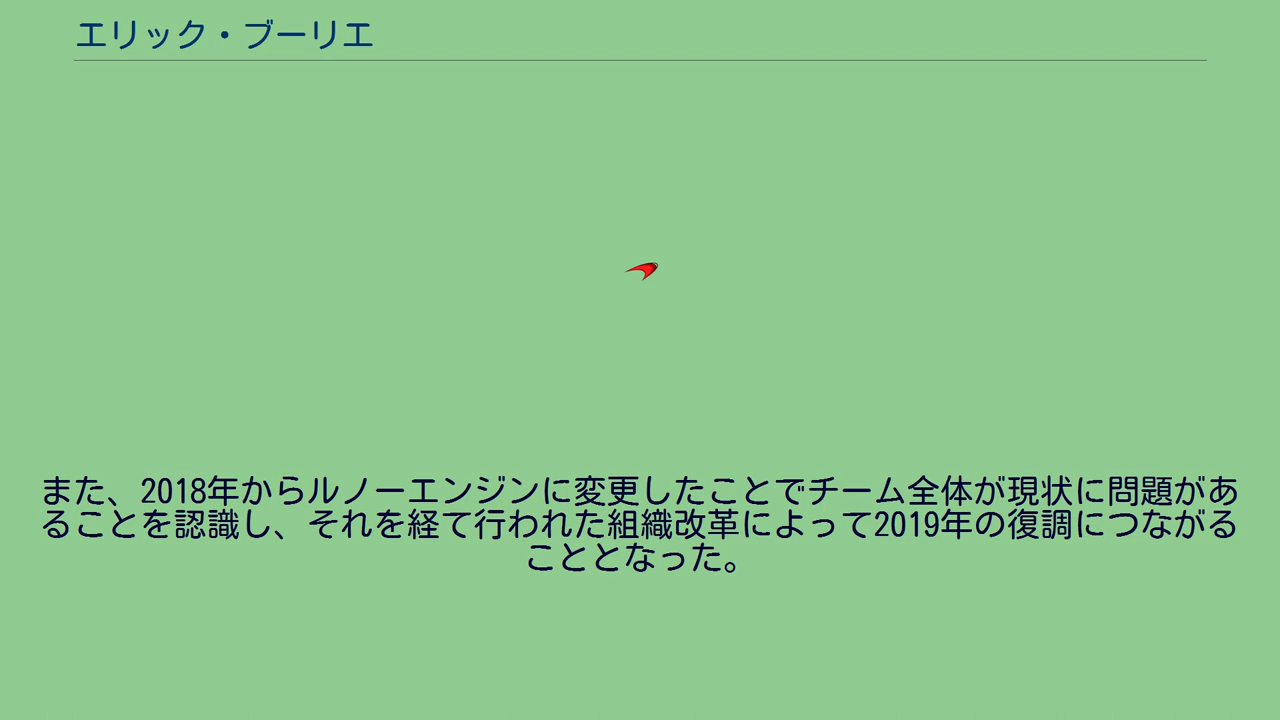 エリック・ブーリエ
また、2018年からルノーエンジンに変更したことでチーム全体が現状に問題があ
ることを認識し、それを経て行われた組織改革によって2019年の復調につながる
こととなった。